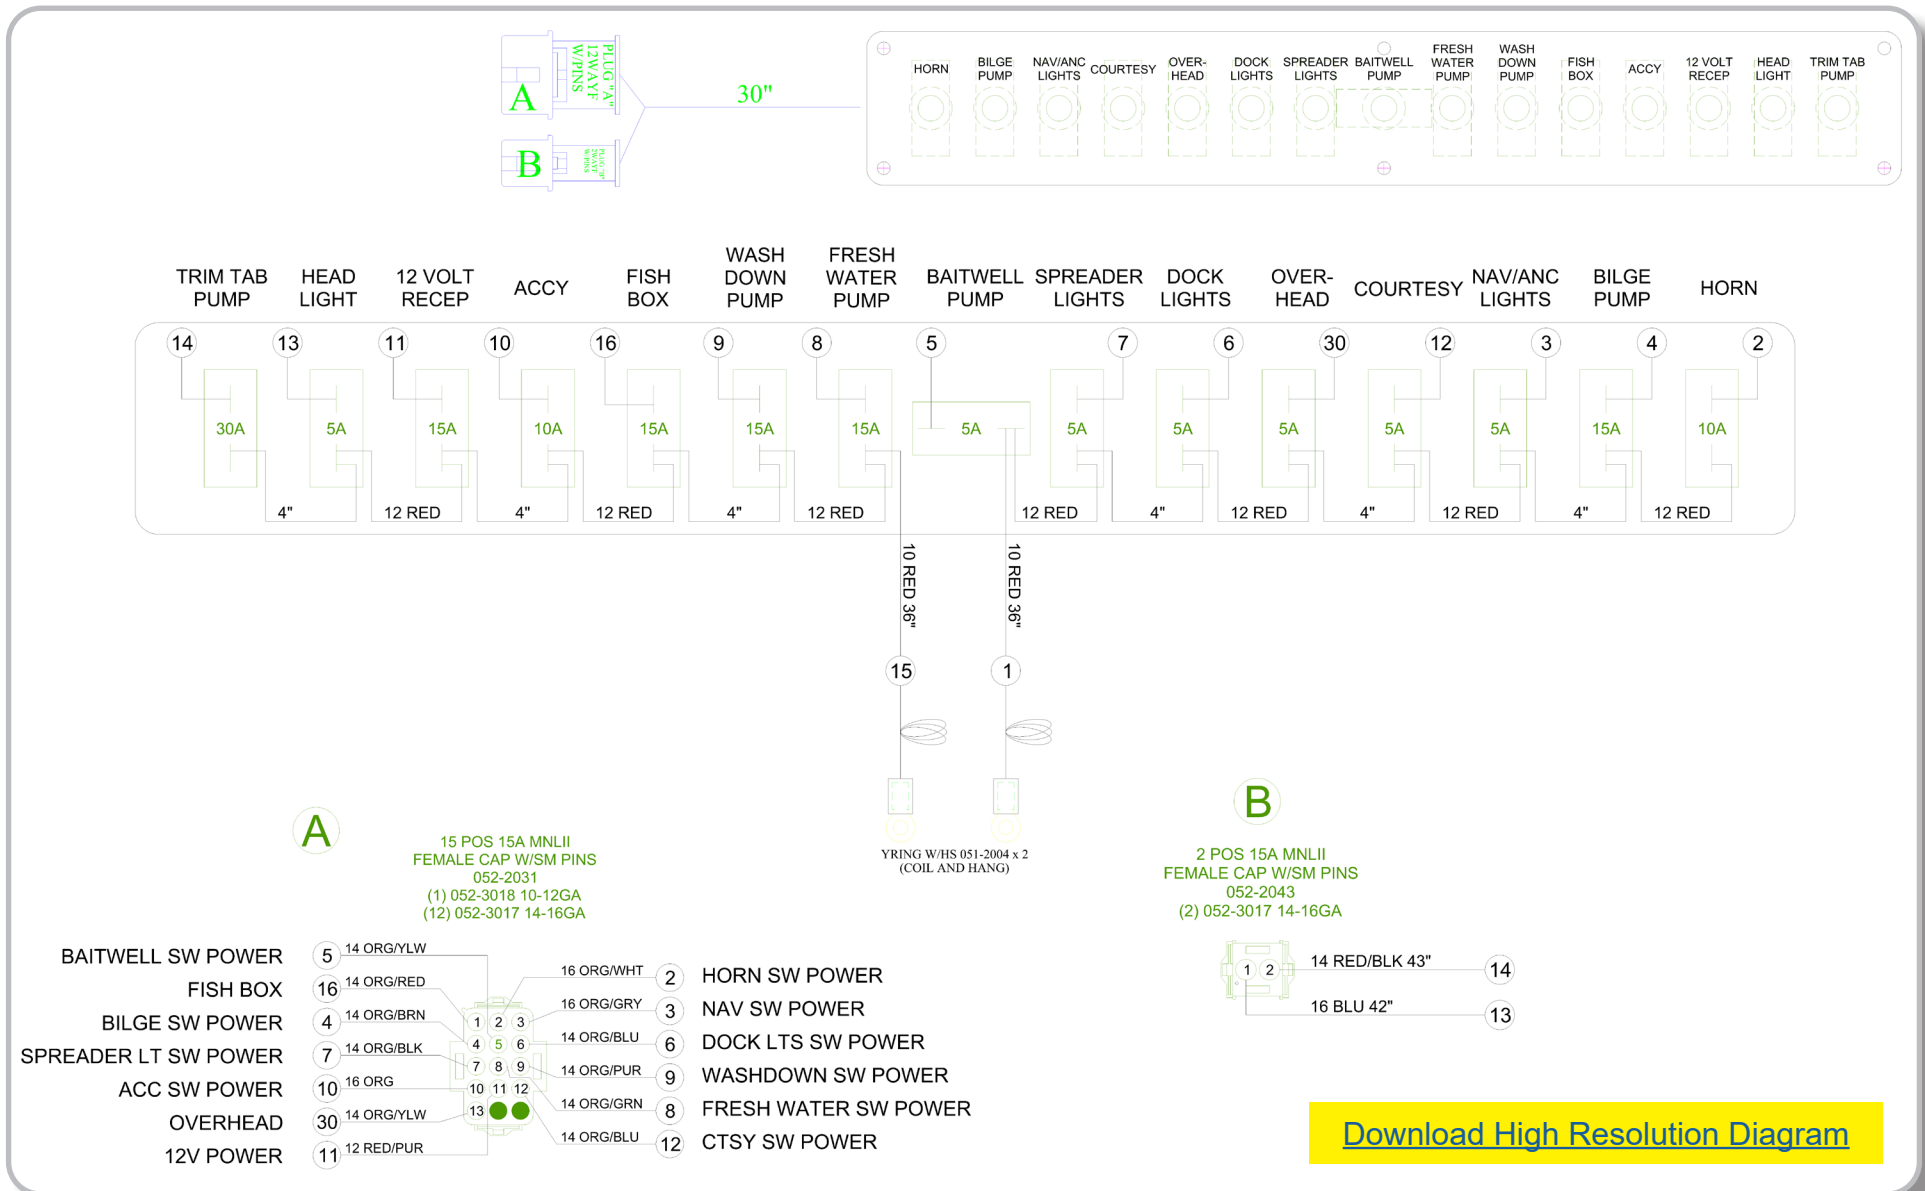 PLUG "A"
12WAY/F
W/PINS
A
30"
PLUG "B"
2WAY/F
W/PINS
B
HORN
BILGE
PUMP
NAV/ANC
LIGHTS
COURTESY
OVER-
HEAD
DOCK
LIGHTS
SPREADER
LIGHTS
BAITWELL
PUMP
FRESH
WATER
PUMP
WASH
DOWN
PUMP
FISH
BOX
ACCY
12 VOLT
RECEP
HEAD
LIGHT
TRIM TAB
PUMP
TRIM TAB
PUMP
HEAD
LIGHT
12 VOLT
RECEP
ACCY
FISH
BOX
WASH
DOWN
PUMP
FRESH
WATER
PUMP
BAITWELL
PUMP
SPREADER
LIGHTS
DOCK
LIGHTS
OVER-
HEAD
COURTESY
NAV/ANC
LIGHTS
BILGE
PUMP
HORN
14 13 11 10 16 9 8 5 7 6 30 12 3 4 2
30A 5A 15A 10A 15A 15A 15A 5A 5A 5A 5A 5A 5A 15A 10A
4" 12 RED 4" 12 RED 4" 12 RED 12 RED 4" 12 RED 4" 12 RED 4" 12 RED
10 RED 36"
10 RED 36"
15 1
YRING W/HS 051-2004 x 2
(COIL AND HANG)
A
15 POS 15A MNLII
FEMALE CAP W/SM PINS
052-2031
(1) 052-3018 10-12GA
(12) 052-3017 14-16GA
BAITWELL SW POWER 5 14 ORG/YLW
FISH BOX 16 14 ORG/RED
BILGE SW POWER 4 14 ORG/BRN
SPREADER LT SW POWER 7 14 ORG/BLK
ACC SW POWER 10 16 ORG
OVERHEAD 30 14 ORG/YLW
12V POWER 11 12 RED/PUR
1 2 3
4 5 6
7 8 9
10 11 12
13
16 ORG/WHT 2 HORN SW POWER
16 ORG/GRY 3 NAV SW POWER
14 ORG/BLU 6 DOCK LTS SW POWER
14 ORG/PUR 9 WASHDOWN SW POWER
14 ORG/GRN 8 FRESH WATER SW POWER
14 ORG/BLU 12 CTSY SW POWER
B
2 POS 15A MNLII
FEMALE CAP W/SM PINS
052-2043
(2) 052-3017 14-16GA
1 2
14 RED/BLK 43" 14
16 BLU 42" 13
Download High Resolution Diagram